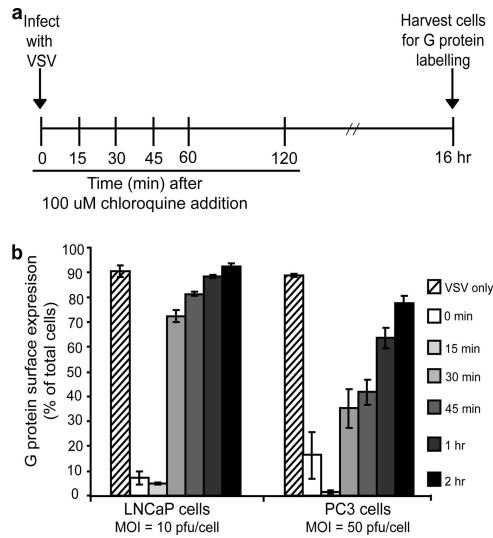 a
Infect
with
VSV
Harvest cells
for G protein
labelling
0 15 30 45 60 120 16 hr
Time (min) after
100 uM chloroquine addition
b
G protein surface expresison
(% of total cells)
100
90
80
70
60
50
40
30
20
10
0
VSV only
0 min
15 min
30 min
45 min
1 hr
2 hr
LNCaP cells
MOI = 10 pfu/cell
PC3 cells
MOI = 50 pfu/cell